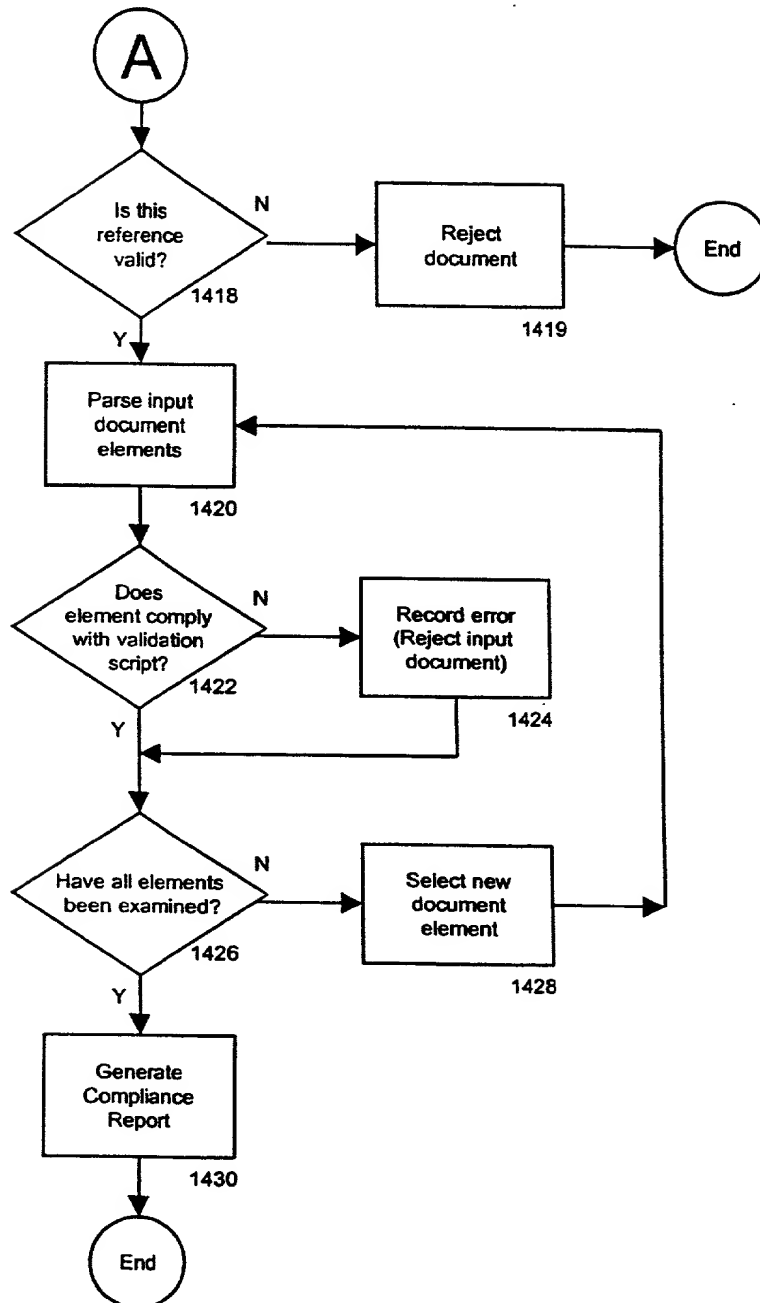 A
Is this
reference
valid?
N
1418
Y
Reject
document
1419
End
Parse input
document
elements
1420
Does
element comply
with validation
script?
N
1422
Y
Record error
(Reject input
document)
1424
Have all elements
been examined?
N
1426
Y
Select new
document
element
1428
Generate
Compliance
Report
1430
End